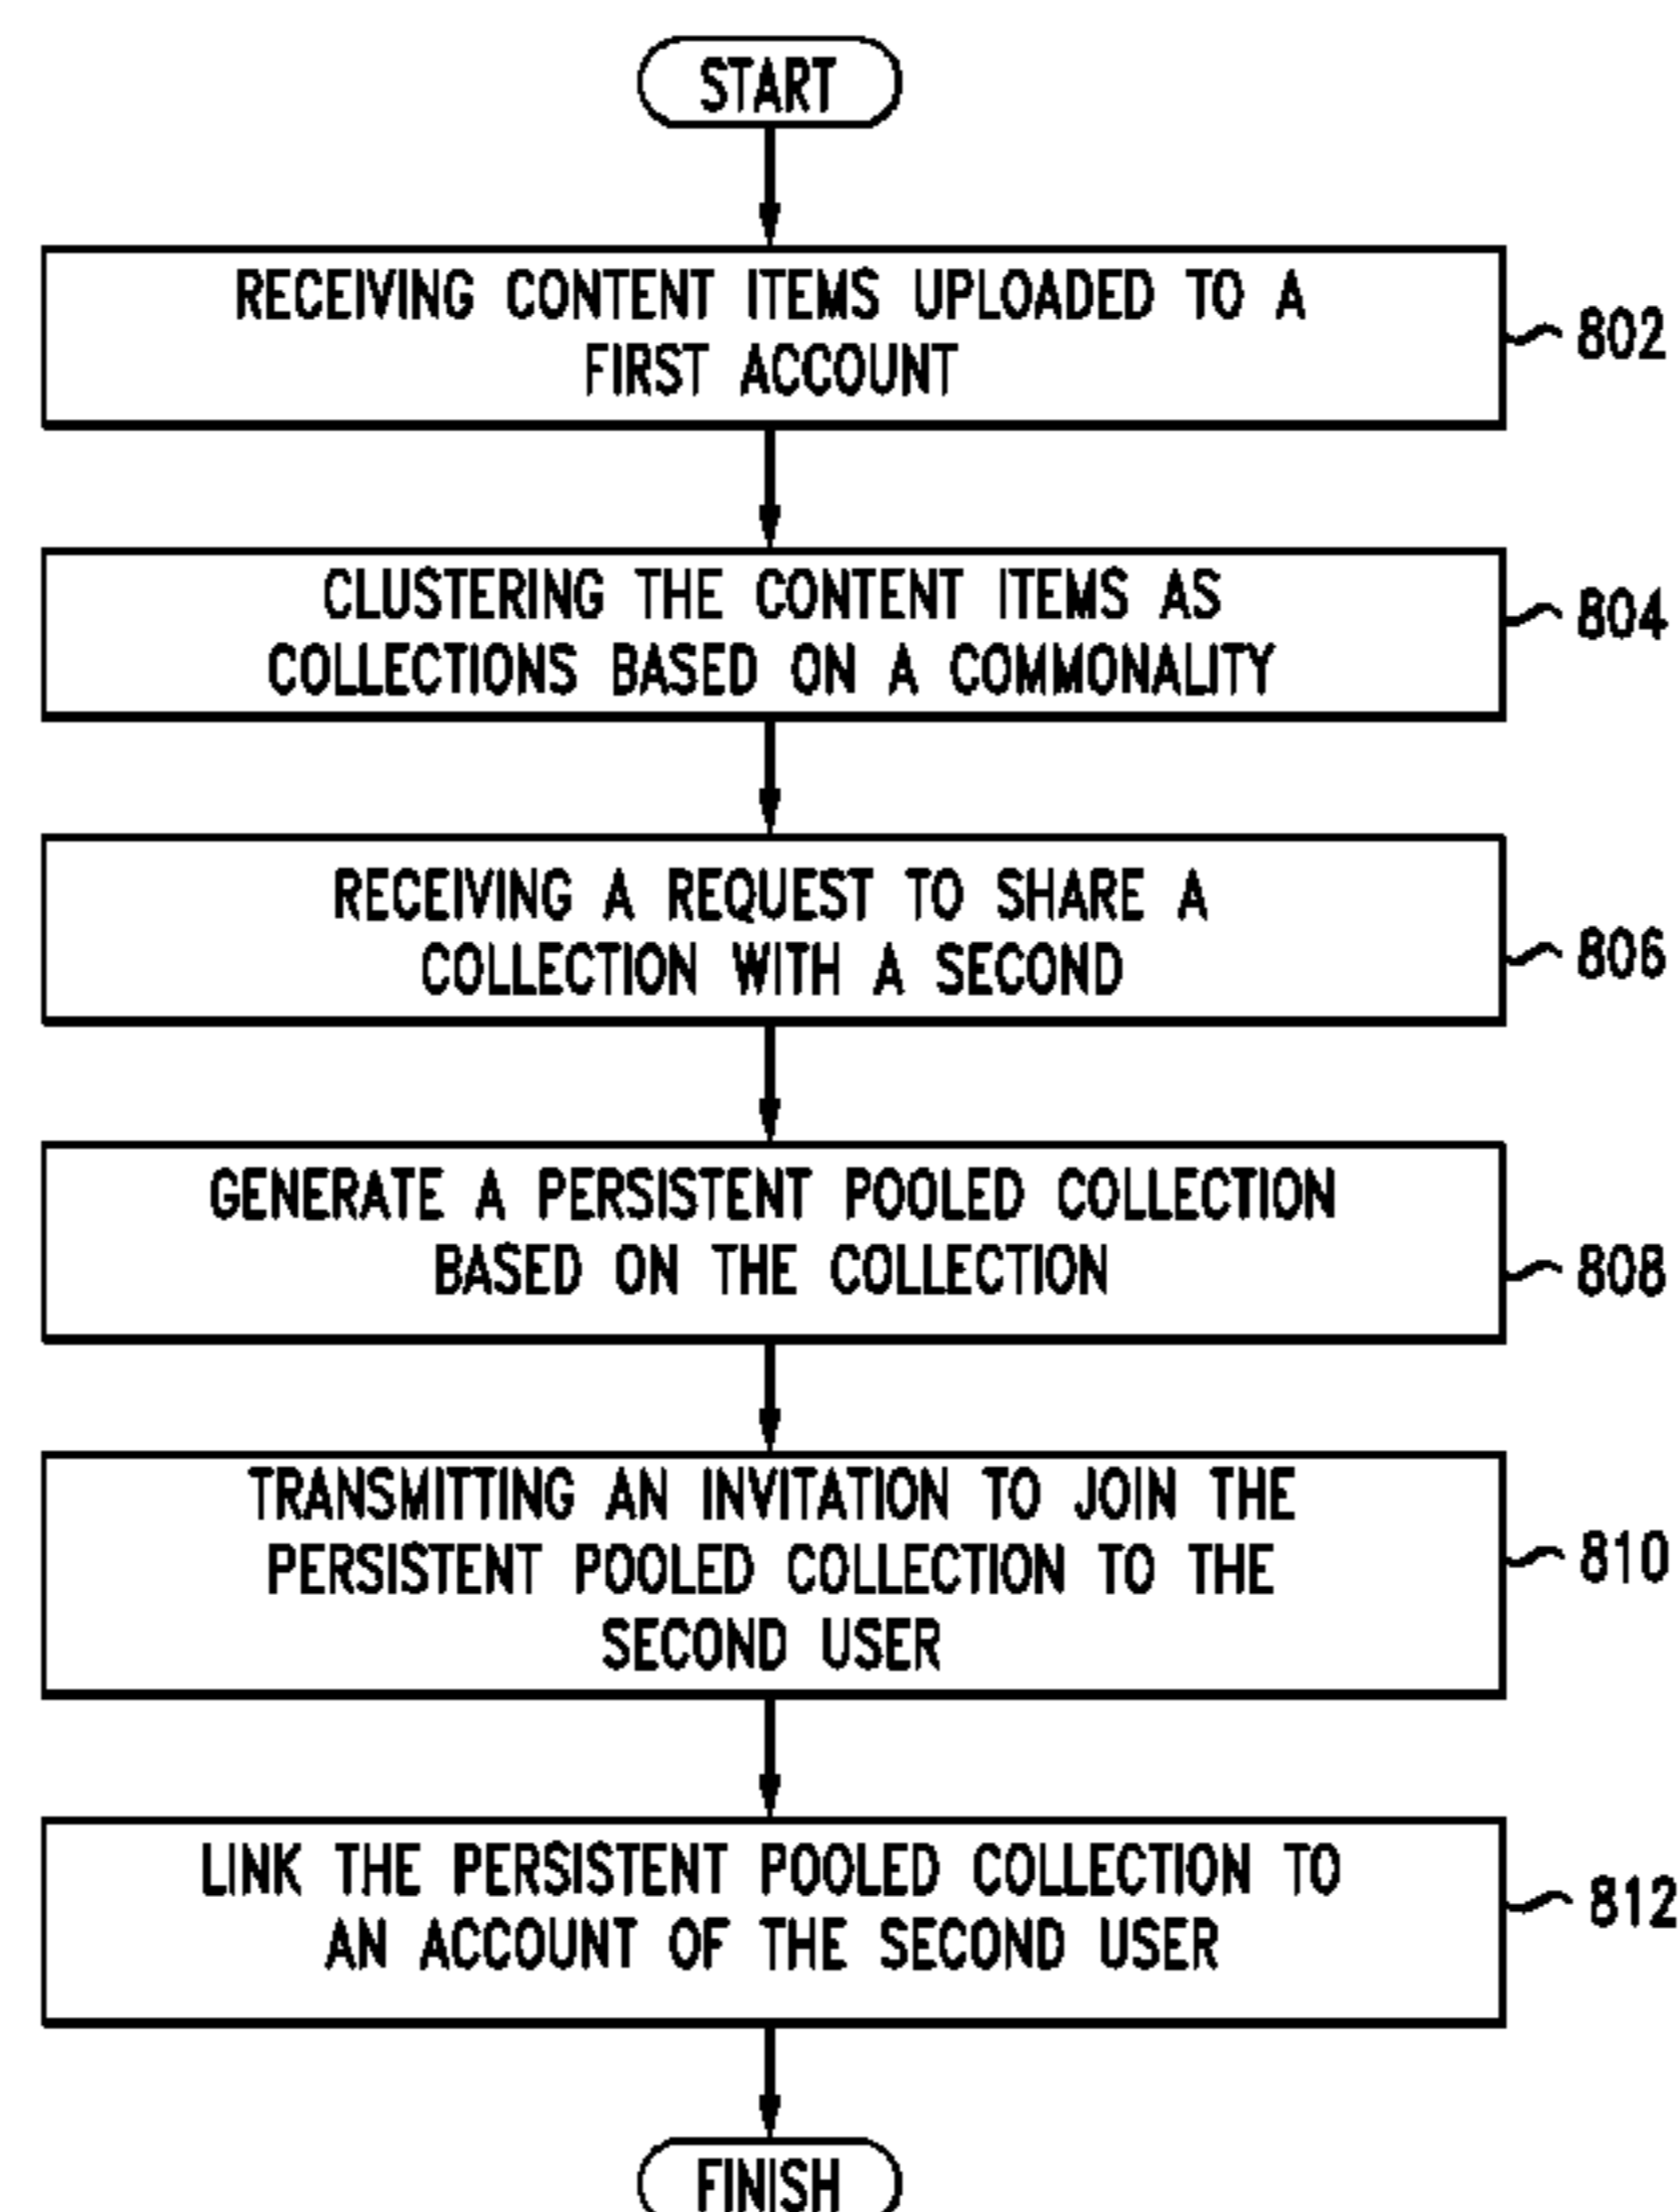 START
RECEIVING CONTENT ITEMS UPLOADED TO A
FIRST ACCOUNT
802
CLUSTERING THE CONTENT ITEMS AS
COLLECTIONS BASED ON A COMMONALITY
804
RECEIVING A REQUEST TO SHARE A
COLLECTION WITH A SECOND
806
GENERATE A PERSISTENT POOLED COLLECTION
BASED ON THE COLLECTION
808
TRANSMITTING AN INVITATION TO JOIN THE
PERSISTENT POOLED COLLECTION TO THE
SECOND USER
810
LINK THE PERSISTENT POOLED COLLECTION TO
AN ACCOUNT OF THE SECOND USER
812
FINISH